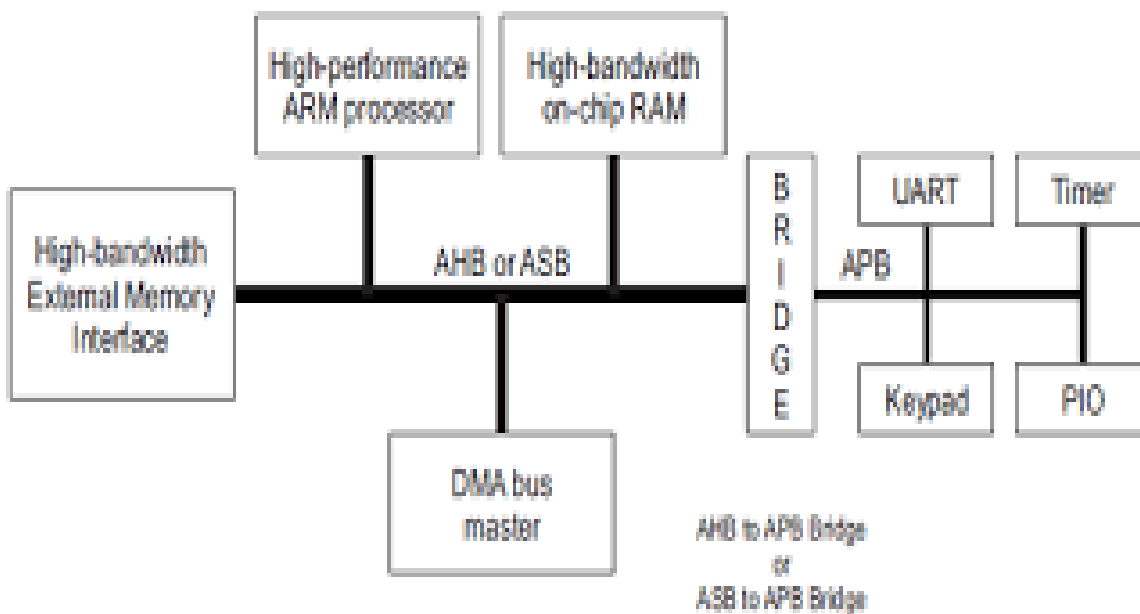 High-performance
ARM processor
High-bandwidth
on-chip RAM
High-bandwidth
External Memory
Interface
AHB or ASB
B
R
I
D
G
E
APB
UART
Timer
Keypad
PIO
DMA bus
master
AHB to APB Bridge
or
ASB to APB Bridge